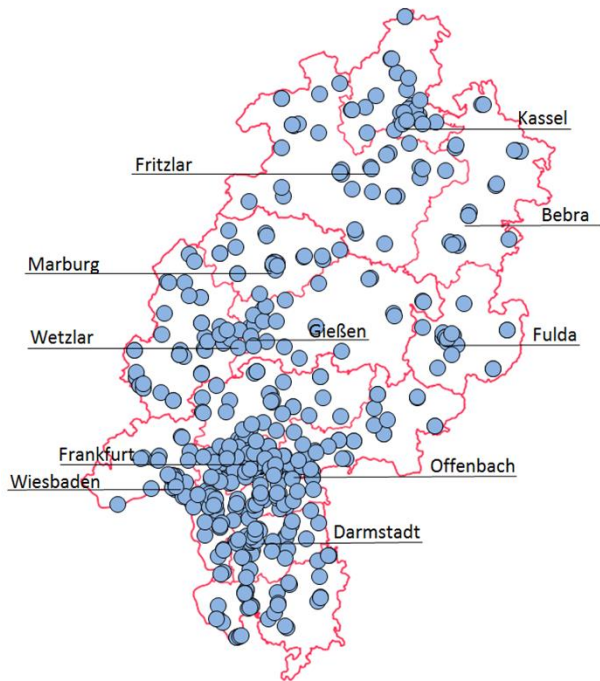 Kassel
Fritzlar
Bebra
Marburg
Gießen
Wetzlar
Fulda
Frankfurt
Offenbach
Wiesbaden
Darmstadt